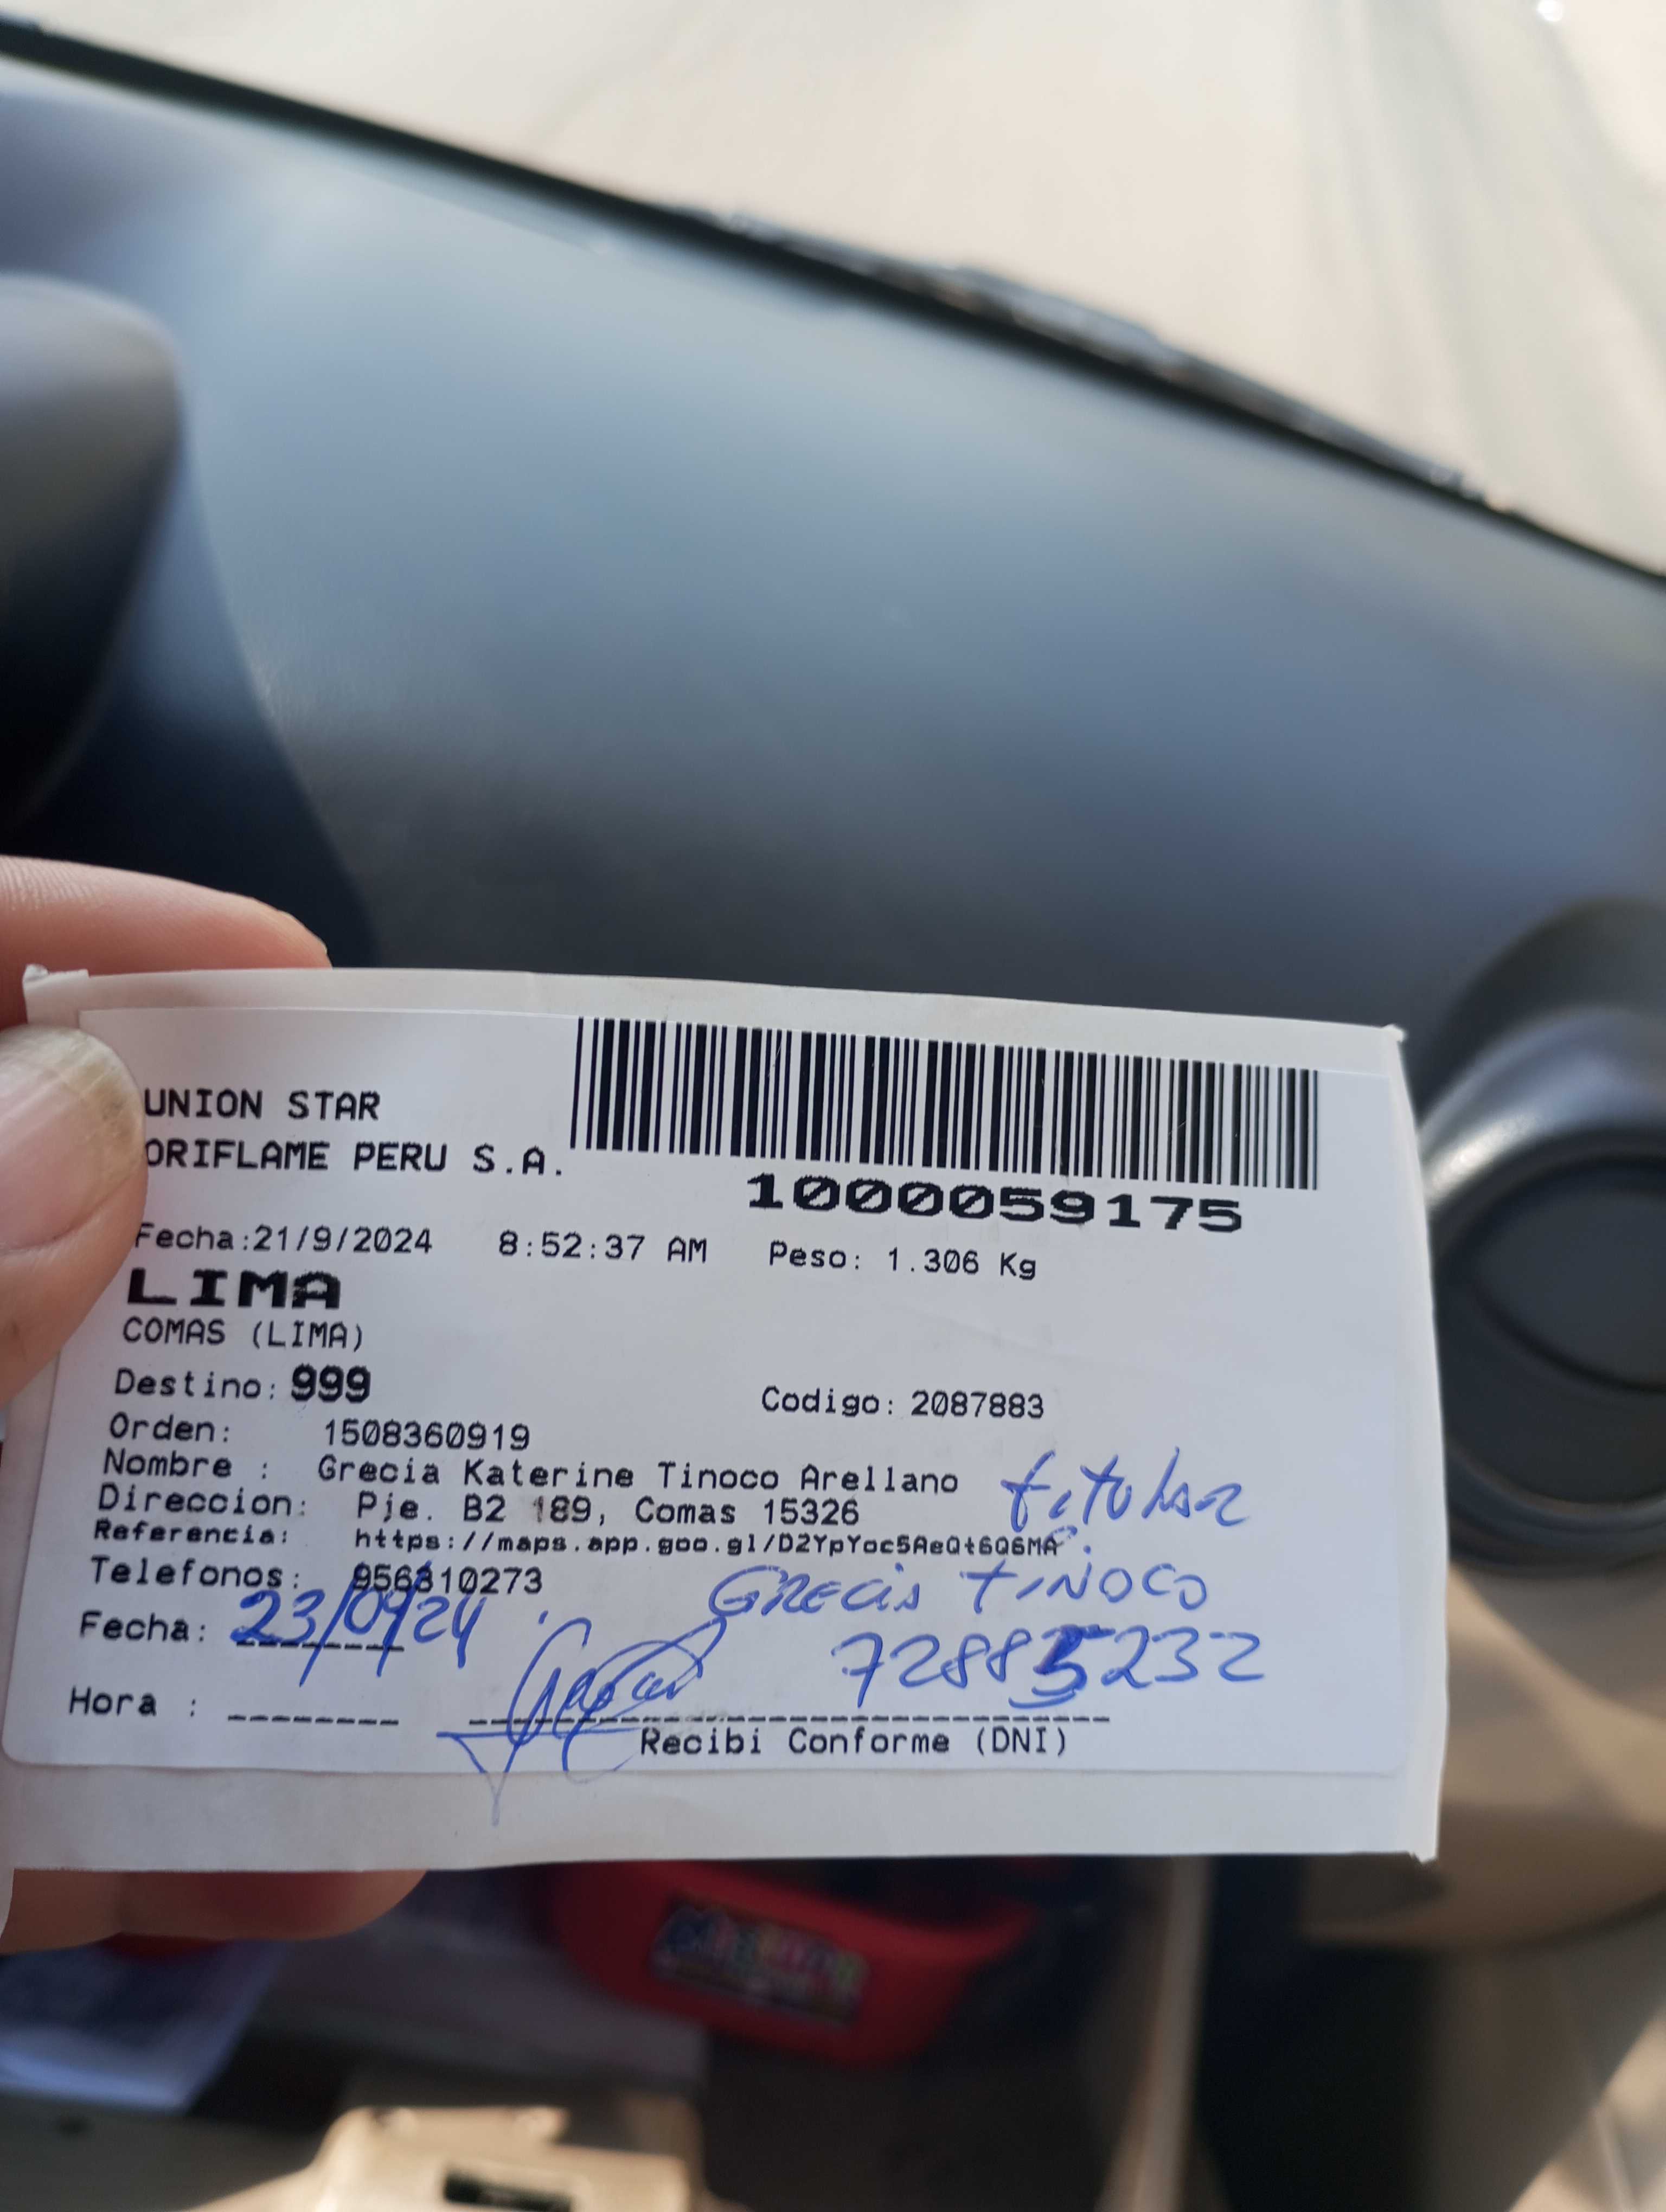 UNION STAR
ORIFLAME PERU S.A.
1000059175
Fecha:21/9/2024 8:52:37 AM Peso: 1.306 Kg
LIMA
COMAS (LIMA)
Destino: 999 Codigo: 2087883
Orden: 1508360919
Nombre : Grecia Katerine Tinoco Arellano titular
Direccion: Pje. B2 189, Comas 15326
Referencia: https://maps.app.goo.gl/D2YpYoc5AeQt6Q6MA
Telefonos: 956810273 GRECIA TINOCO
Fecha: 23/09/24 72885232
Hora :
Recibi Conforme (DNI)